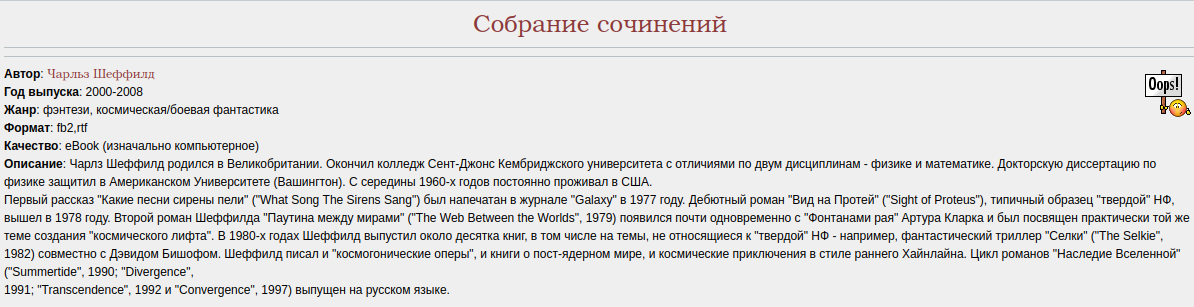 Собрание сочинений
Автор: Чарльз Шеффилд
Oops!
Год выпуска: 2000-2008
Жанр: фэнтези, космическая/боевая фантастика
Формат: fb2,rtf
Качество: eBook (изначально компьютерное)
Описание: Чарлз Шеффилд родился в Великобритании. Окончил колледж Сент-Джонс Кембриджского университета с отличиями по двум дисциплинам - физике и математике. Докторскую диссертацию по
физике защитил в Американском Университете (Вашингтон). С середины 1960-х годов постоянно проживал в США.
Первый рассказ "Какие песни сирены пели" ("What Song The Sirens Sang") был напечатан в журнале "Galaxy" в 1977 году. Дебютный роман "Вид на Протей" ("Sight of Proteus"), типичный образец "твердой" НФ,
вышел в 1978 году. Второй роман Шеффилда "Паутина между мирами" ("The Web Between the Worlds", 1979) появился почти одновременно с "Фонтанами рая" Артура Кларка и был посвящен практически той же
теме создания "космического лифта". В 1980-х годах Шеффилд выпустил около десятка книг, в том числе на темы, не относящиеся к "твердой" НФ - например, фантастический триллер "Селки" ("The Selkie",
1982) совместно с Дэвидом Бишофом. Шеффилд писал и "космогонические оперы", и книги о пост-ядерном мире, и космические приключения в стиле раннего Хайнлайна. Цикл романов "Наследие Вселенной"
("Summertide", 1990; "Divergence",
1991; "Transcendence", 1992 и "Convergence", 1997) выпущен на русском языке.